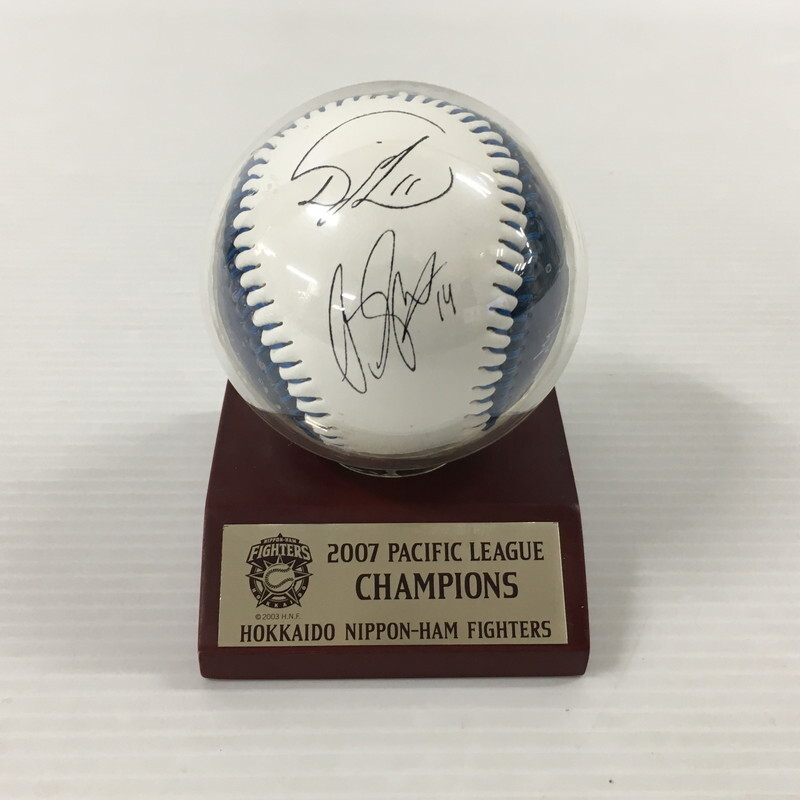 11
14
NIPPON-HAM
FIGHTERS
© 2003 H.N.F.
2007 PACIFIC LEAGUE
CHAMPIONS
HOKKAIDO NIPPON-HAM FIGHTERS